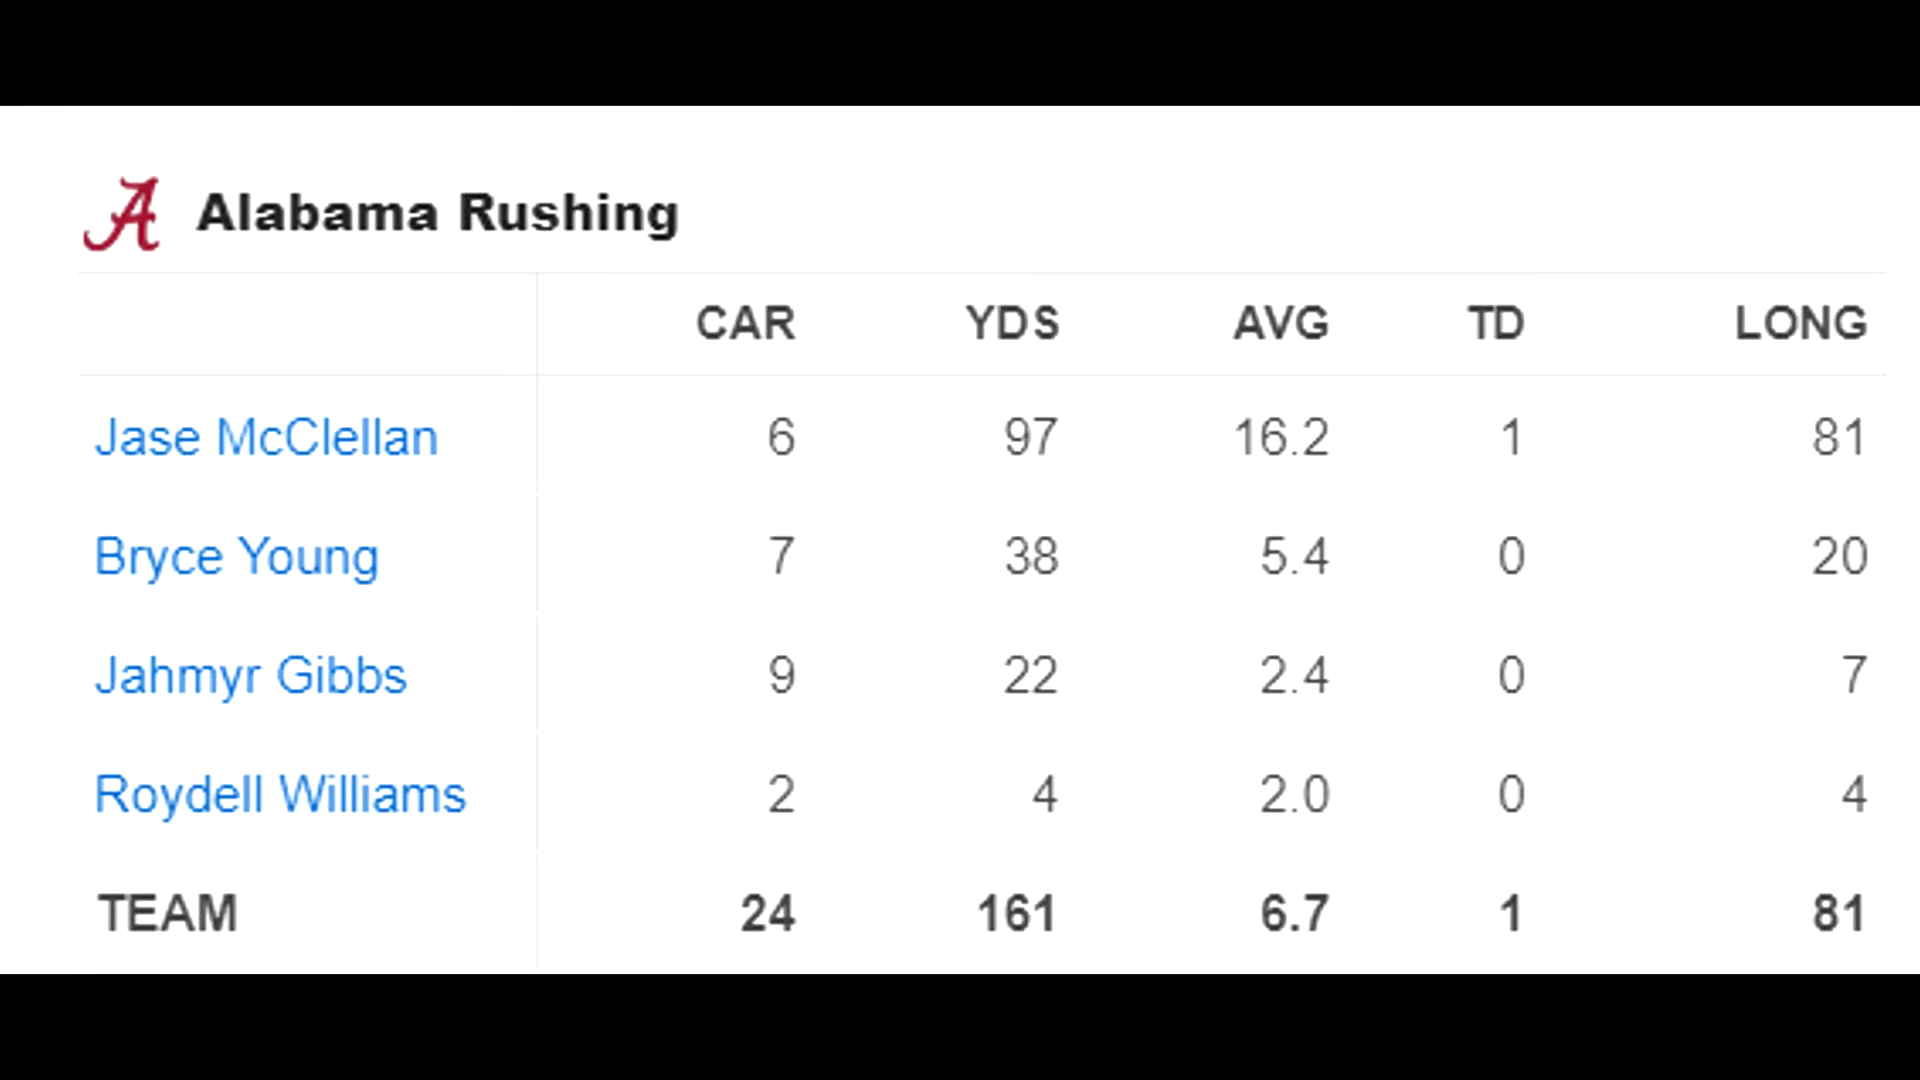 A Alabama Rushing
CAR YDS AVG TD LONG
Jase McClellan 6 97 16.2 1 81
Bryce Young 7 38 5.4 0 20
Jahmyr Gibbs 9 22 2.4 0 7
Roydell Williams 2 4 2.0 0 4
TEAM 24 161 6.7 1 81